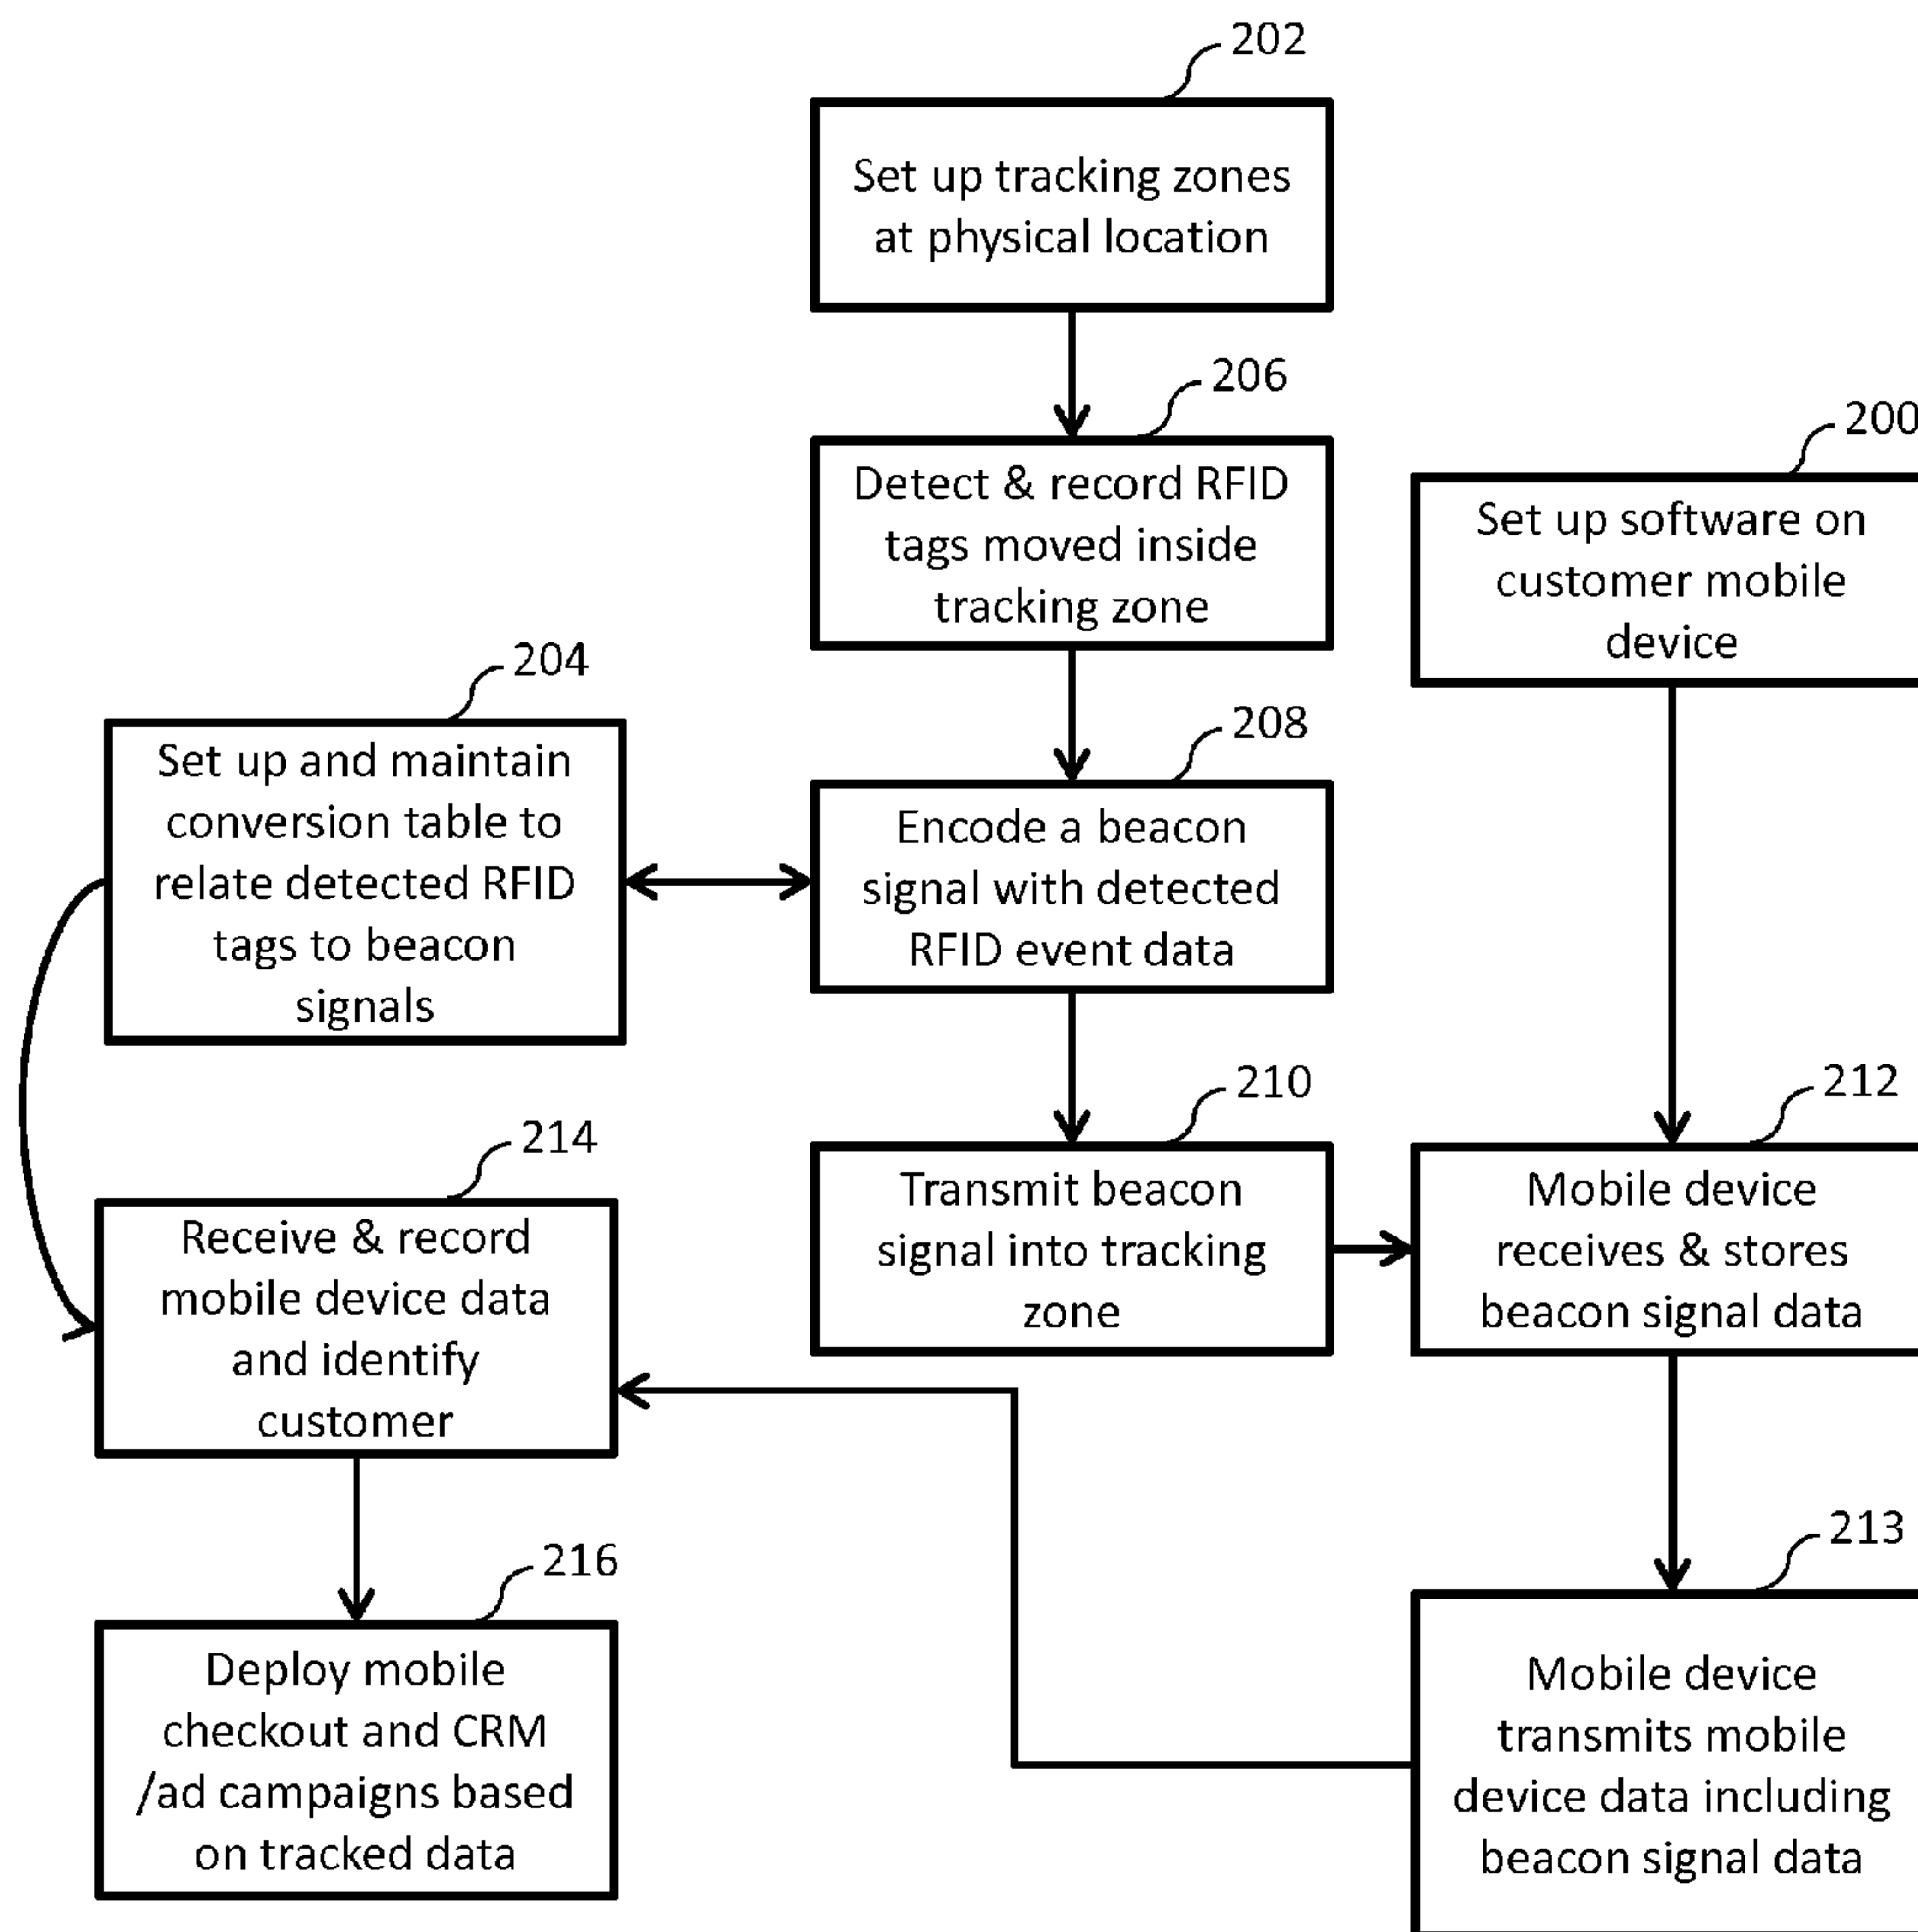 202
Set up tracking zones
at physical location
206
Detect & record RFID
tags moved inside
tracking zone
200
Set up software on
customer mobile
device
204
Set up and maintain
conversion table to
relate detected RFID
tags to beacon
signals
208
Encode a beacon
signal with detected
RFID event data
210
Transmit beacon
signal into tracking
zone
212
Mobile device
receives & stores
beacon signal data
214
Receive & record
mobile device data
and identify
customer
213
Mobile device
transmits mobile
device data including
beacon signal data
216
Deploy mobile
checkout and CRM
/ad campaigns based
on tracked data